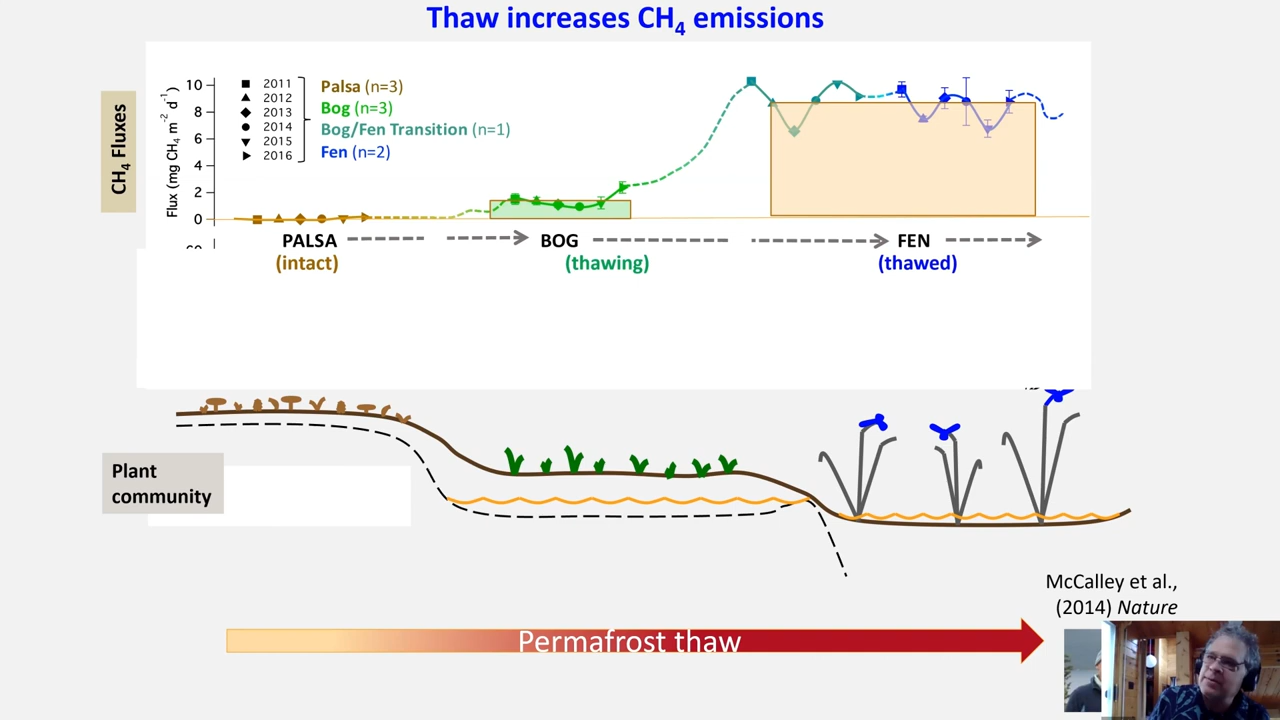 Thaw increases CH4 emissions
CH4 Fluxes
Flux (mg CH4 m-2 d-1)
10
8
6
4
2
0
2011
2012
2013
2014
2015
2016
Palsa (n=3)
Bog (n=3)
Bog/Fen Transition (n=1)
Fen (n=2)
PALSA
(intact)
BOG
(thawing)
FEN
(thawed)
Plant
community
McCalley et al.,
(2014) Nature
Permafrost thaw